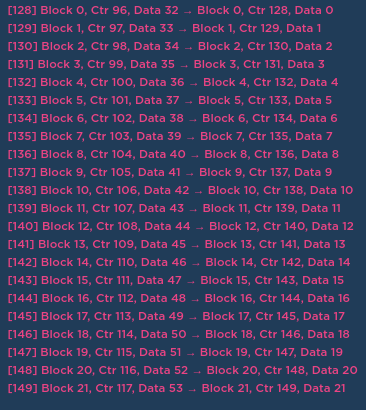 [128] Block 0, Ctr 96, Data 32 → Block 0, Ctr 128, Data 0
[129] Block 1, Ctr 97, Data 33 → Block 1, Ctr 129, Data 1
[130] Block 2, Ctr 98, Data 34 → Block 2, Ctr 130, Data 2
[131] Block 3, Ctr 99, Data 35 → Block 3, Ctr 131, Data 3
[132] Block 4, Ctr 100, Data 36 → Block 4, Ctr 132, Data 4
[133] Block 5, Ctr 101, Data 37 → Block 5, Ctr 133, Data 5
[134] Block 6, Ctr 102, Data 38 → Block 6, Ctr 134, Data 6
[135] Block 7, Ctr 103, Data 39 → Block 7, Ctr 135, Data 7
[136] Block 8, Ctr 104, Data 40 → Block 8, Ctr 136, Data 8
[137] Block 9, Ctr 105, Data 41 → Block 9, Ctr 137, Data 9
[138] Block 10, Ctr 106, Data 42 → Block 10, Ctr 138, Data 10
[139] Block 11, Ctr 107, Data 43 → Block 11, Ctr 139, Data 11
[140] Block 12, Ctr 108, Data 44 → Block 12, Ctr 140, Data 12
[141] Block 13, Ctr 109, Data 45 → Block 13, Ctr 141, Data 13
[142] Block 14, Ctr 110, Data 46 → Block 14, Ctr 142, Data 14
[143] Block 15, Ctr 111, Data 47 → Block 15, Ctr 143, Data 15
[144] Block 16, Ctr 112, Data 48 → Block 16, Ctr 144, Data 16
[145] Block 17, Ctr 113, Data 49 → Block 17, Ctr 145, Data 17
[146] Block 18, Ctr 114, Data 50 → Block 18, Ctr 146, Data 18
[147] Block 19, Ctr 115, Data 51 → Block 19, Ctr 147, Data 19
[148] Block 20, Ctr 116, Data 52 → Block 20, Ctr 148, Data 20
[149] Block 21, Ctr 117, Data 53 → Block 21, Ctr 149, Data 21